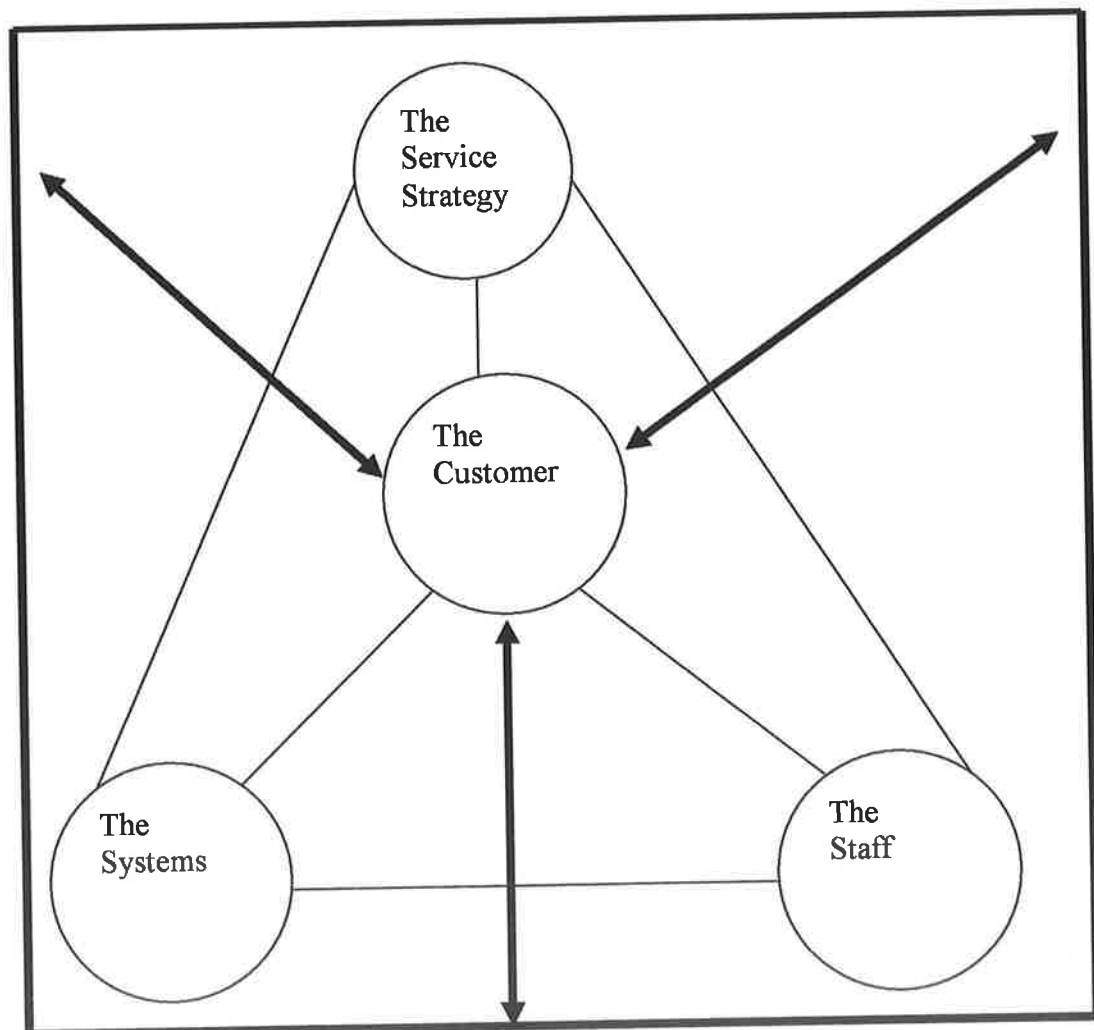 The
Service
Strategy
The
Customer
The
Systems
The
Staff